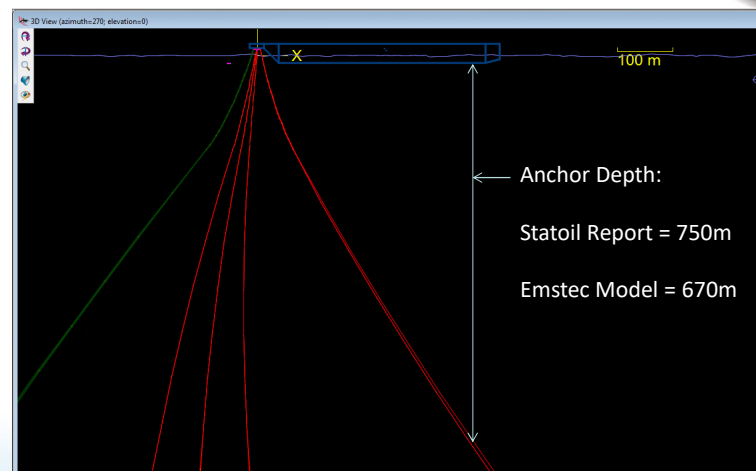 3D View (azimuth=270; elevation=0)
X
100 m
Anchor Depth:
Statoil Report = 750m
Emstec Model = 670m